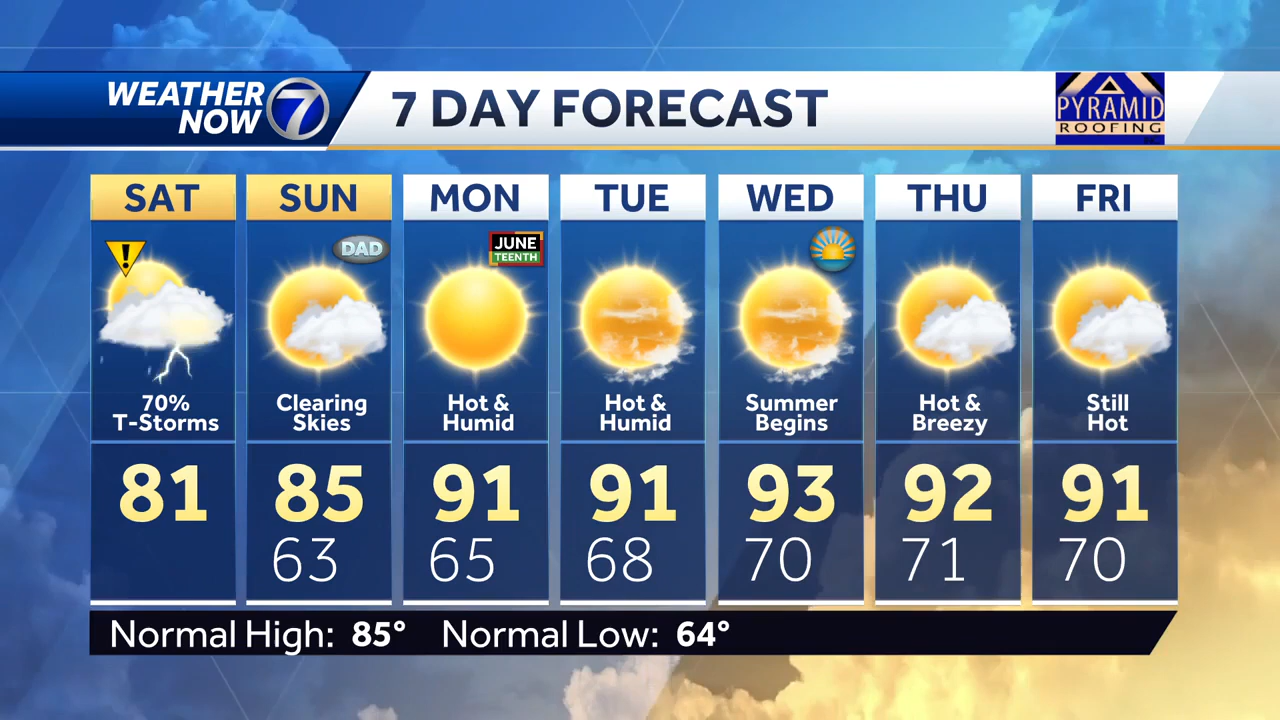 WEATHER
NOW 7
7 DAY FORECAST
PYRAMID
ROOFING
SAT
SUN
MON
TUE
WED
THU
FRI
!
DAD
JUNE
TEENTH
70%
T-Storms
Clearing
Skies
Hot &
Humid
Hot &
Humid
Summer
Begins
Hot &
Breezy
Still
Hot
81
85
91
91
93
92
91
63
65
68
70
71
70
Normal High: 85° Normal Low: 64°